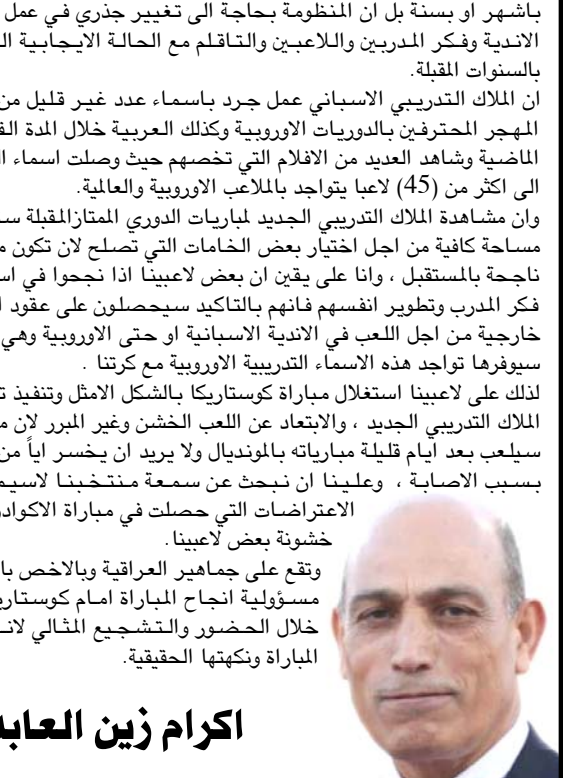 باشهر او بسنة بل ان المنظومة بحاجة الى تغيير جذري في عمل
الاندية وفكر المدربين واللاعبين والتاقلم مع الحالة الايجابية
بالسنوات المقبلة.
ان الملاك التدريبي الاسباني عمل جرد باسماء عدد غير قليل من
المهجر المحترفين بالدوريات الاوروبية وكذلك العربية خلال المدة
الماضية وشاهد العديد من الافلام التي تخصهم حيث وصلت اسماء
الى اكثر من (45) لاعبا يتواجد بالملاعب الاوروبية والعالمية.
وان مشاهدة الملاك التدريبي الجديد لمباريات الدوري الممتازالمقبلة
مساحة كافية من اجل اختيار بعض الخامات التي تصلح لان تكون
ناجحة بالمستقبل ، وانا على يقين ان بعض لاعبينا اذا نجحوا في
فكر المدرب وتطوير انفسهم فانهم بالتاكيد سيحصلون على عقود
خارجية من اجل اللعب في الاندية الاسبانية او حتى الاوروبية وهي
سيوفرها تواجد هذه الاسماء التدريبية الاوروبية مع كرتنا .
لذلك على لاعبينا استغلال مباراة كوستاريكا بالشكل الامثل وتنفيذ
الملاك التدريبي الجديد ، والابتعاد عن اللعب الخشن وغير المبرر لان
سيلعب بعد ايام قليلة مبارياته بالمونديال ولا يريد ان يخسر اياً من
بسبب الاصابة ، وعلينا ان نبحث عن سمعة منتخبنا
الاعتراضات التي حصلت في مباراة
خشونة بعض لاعبينا.
وتقع على جماهير العراقية وبالاخص
مسؤولية انجاح المباراة امام
خلال الحضور والتشجيع المثالي
المباراة ونكهتها الحقيقية.
اكرام زين